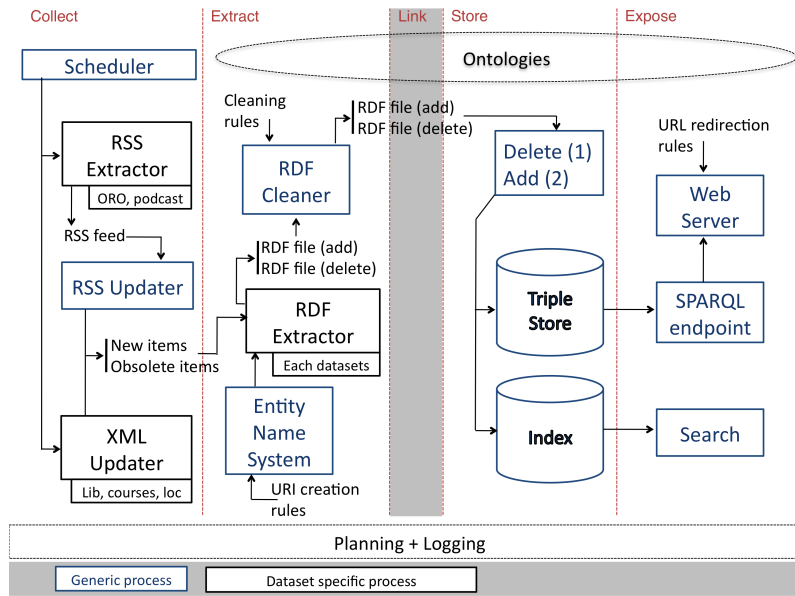 Collect
Extract
Link
Store
Expose
Ontologies
Scheduler
RSS
Extractor
ORO, podcast
RSS feed
RSS Updater
New items
Obsolete items
XML
Updater
Lib, courses, loc
Cleaning
rules
RDF
Cleaner
RDF file (add)
RDF file (delete)
RDF file (add)
RDF file (delete)
RDF
Extractor
Each datasets
Entity
Name
System
URI creation
rules
Delete (1)
Add (2)
Triple
Store
Index
URL redirection
rules
Web
Server
SPARQL
endpoint
Search
Planning + Logging
Generic process
Dataset specific process